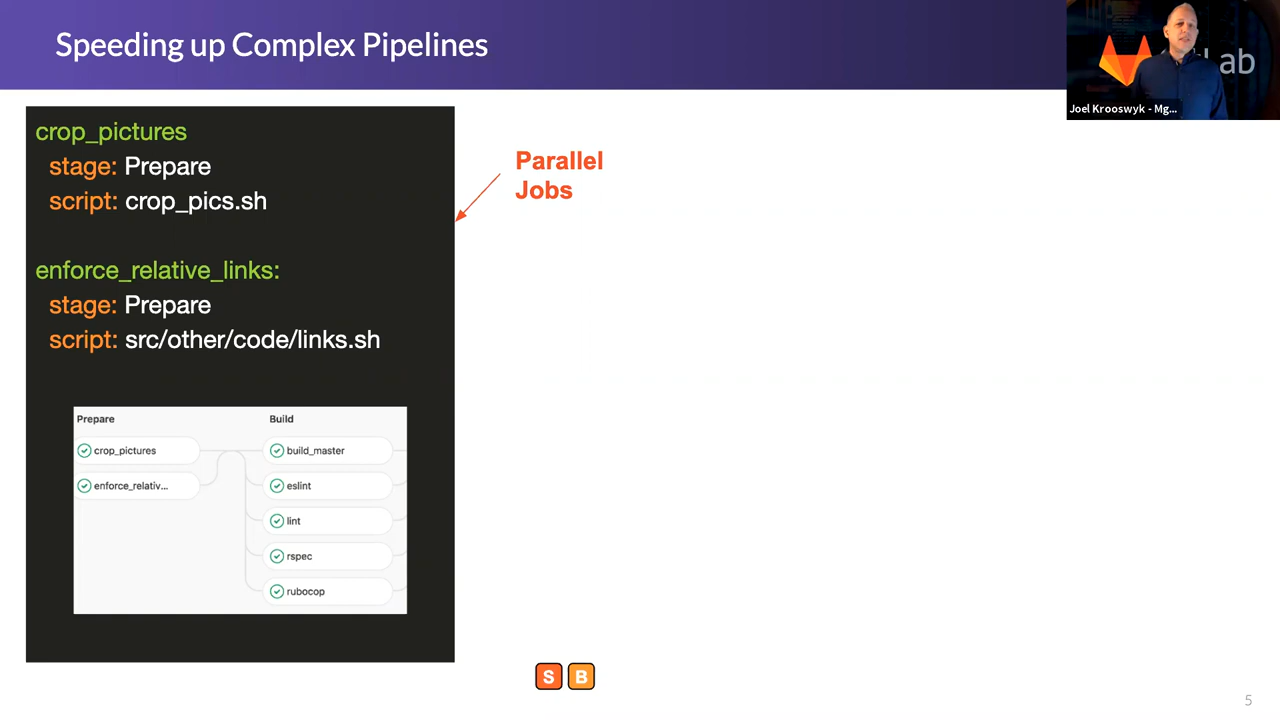 Speeding up Complex Pipelines
ab
Joel Krooswyk - Mg...
crop_pictures
stage: Prepare
script: crop_pics.sh
Parallel
Jobs
enforce_relative_links:
stage: Prepare
script: src/other/code/links.sh
Prepare
Build
crop_pictures
build_master
enforce_relativ...
eslint
lint
rspec
rubocop
S B
5